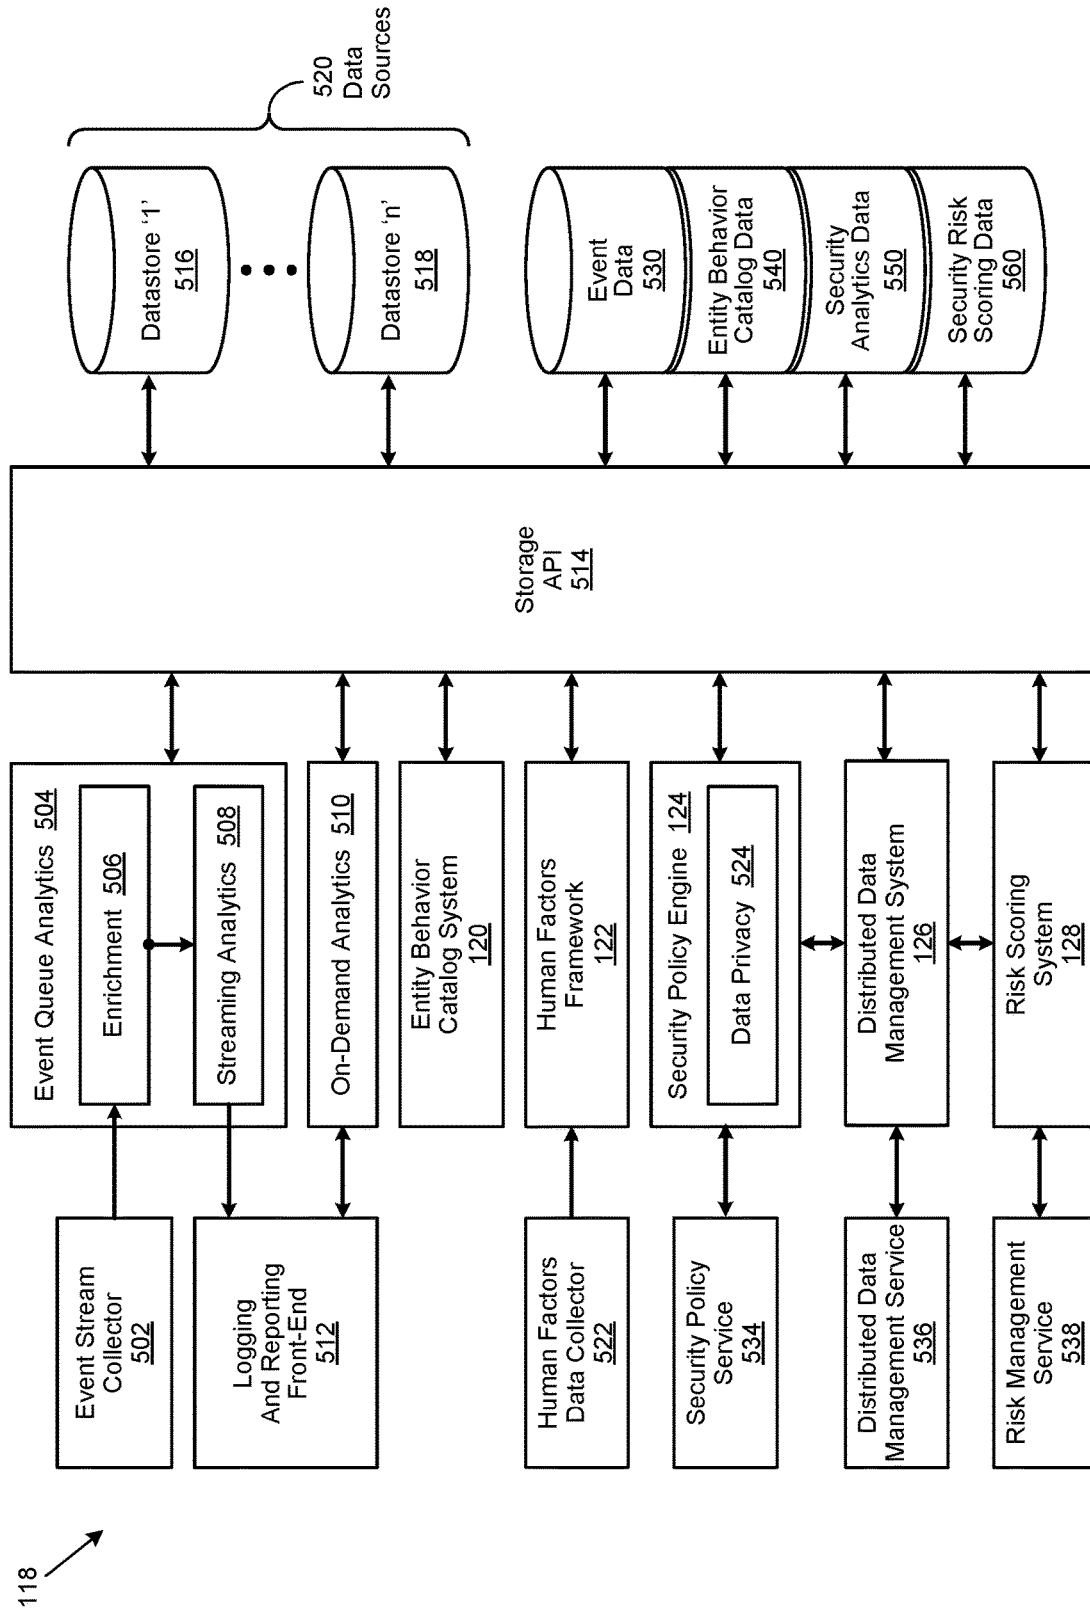 118
Event Stream
Collector
502
Logging
And Reporting
Front-End
512
Human Factors
Data Collector
522
Security Policy
Service
534
Distributed Data
Management Service
536
Risk Management
Service
538
Event Queue Analytics 504
Enrichment 506
Streaming Analytics 508
On-Demand Analytics 510
Entity Behavior
Catalog System
120
Human Factors
Framework
122
Security Policy Engine 124
Data Privacy 524
Distributed Data
Management System
126
Risk Scoring
System
128
Storage
API
514
Datastore '1'
516
Datastore 'n'
518
520
Data
Sources
Event
Data
530
Entity Behavior
Catalog Data
540
Security
Analytics Data
550
Security Risk
Scoring Data
560